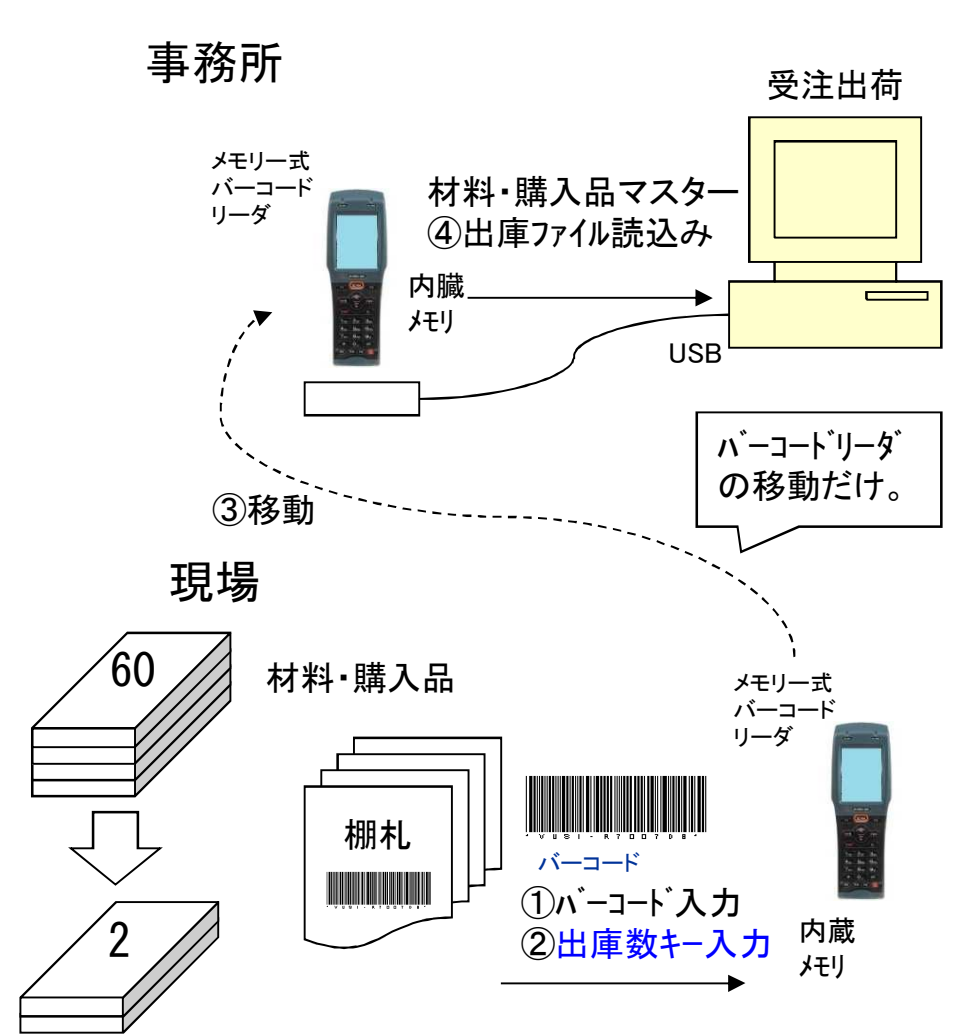 事務所
受注出荷
メモリー式
バーコード
リーダ
材料・購入品マスター
④出庫ファイル読込み
内臓
メモリ
USB
バーコードリーダ
の移動だけ。
③移動
現場
60
材料・購入品
メモリー式
バーコード
リーダ
棚札
*VUSI-R7007D8*
*VUSI-R7007D8*
バーコード
①バーコード入力
②出庫数キー入力
内蔵
メモリ
2